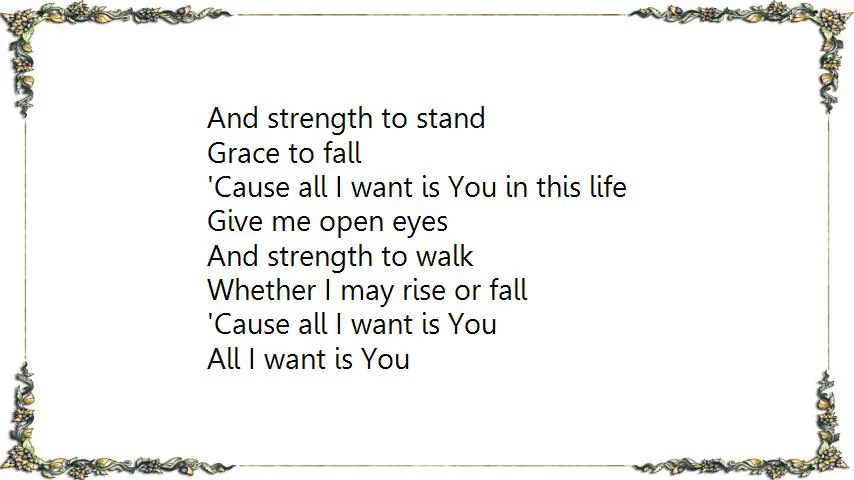 And strength to stand
Grace to fall
'Cause all I want is You in this life
Give me open eyes
And strength to walk
Whether I may rise or fall
'Cause all I want is You
All I want is You